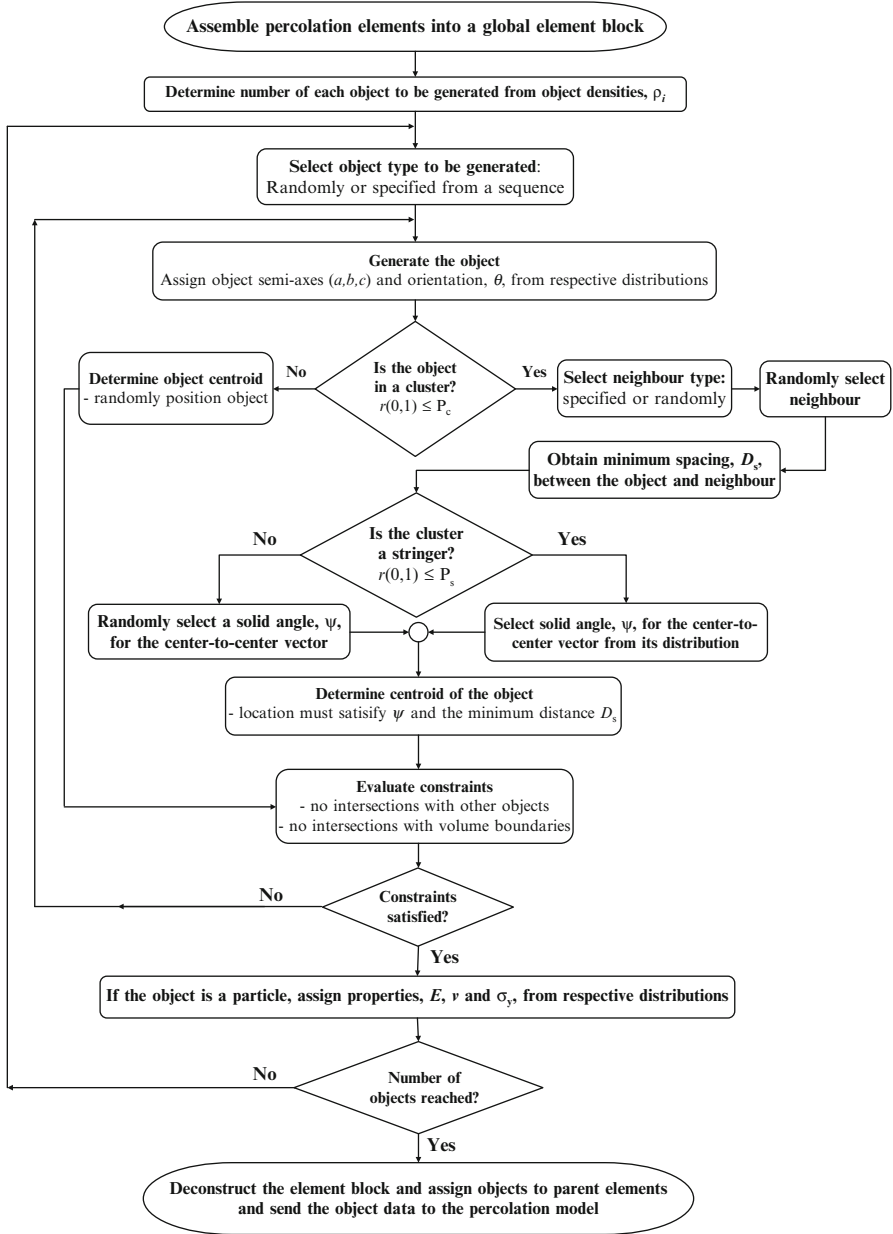 Assemble percolation elements into a global element block
Determine number of each object to be generated from object densities, ρi
Select object type to be generated:
Randomly or specified from a sequence
Generate the object
Assign object semi-axes (a,b,c) and orientation, θ, from respective distributions
Is the object
in a cluster?
r(0,1) ≤ Pc
No
Yes
Determine object centroid
- randomly position object
Select neighbour type:
specified or randomly
Randomly select
neighbour
Obtain minimum spacing, Ds,
between the object and neighbour
Is the cluster
a stringer?
r(0,1) ≤ Ps
No
Yes
Randomly select a solid angle, ψ,
for the center-to-center vector
Select solid angle, ψ, for the center-to-
center vector from its distribution
Determine centroid of the object
- location must satisify ψ and the minimum distance Ds
Evaluate constraints
- no intersections with other objects
- no intersections with volume boundaries
Constraints
satisfied?
No
Yes
If the object is a particle, assign properties, E, ν and σy, from respective distributions
Number of
objects reached?
No
Yes
Deconstruct the element block and assign objects to parent elements
and send the object data to the percolation model